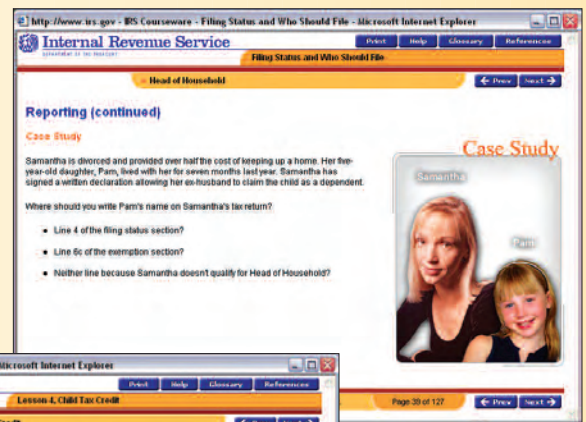 http://www.irs.gov - IRS Courseware - Filing Status and Who Should File - Microsoft Internet Explorer
Internal Revenue Service
Print Help Glossary References
Filing Status and Who Should File
Head of Household
Prev Next
Reporting (continued)
Case Study
Samantha is divorced and provided over half the cost of keeping up a home. Her five-
year-old daughter, Pam, lived with her for seven months last year. Samantha has
signed a written declaration allowing her ex-husband to claim the child as a dependent.
Where should you write Pam's name on Samantha's tax return?
• Line 4 of the filing status section?
• Line 6c of the exemption section?
• Neither line because Samantha doesn't qualify for Head of Household?
Case Study
Samantha
Pam
Microsoft Internet Explorer
Print Help Glossary References
Lesson 4, Child Tax Credit
Page 39 of 127
Prev Next